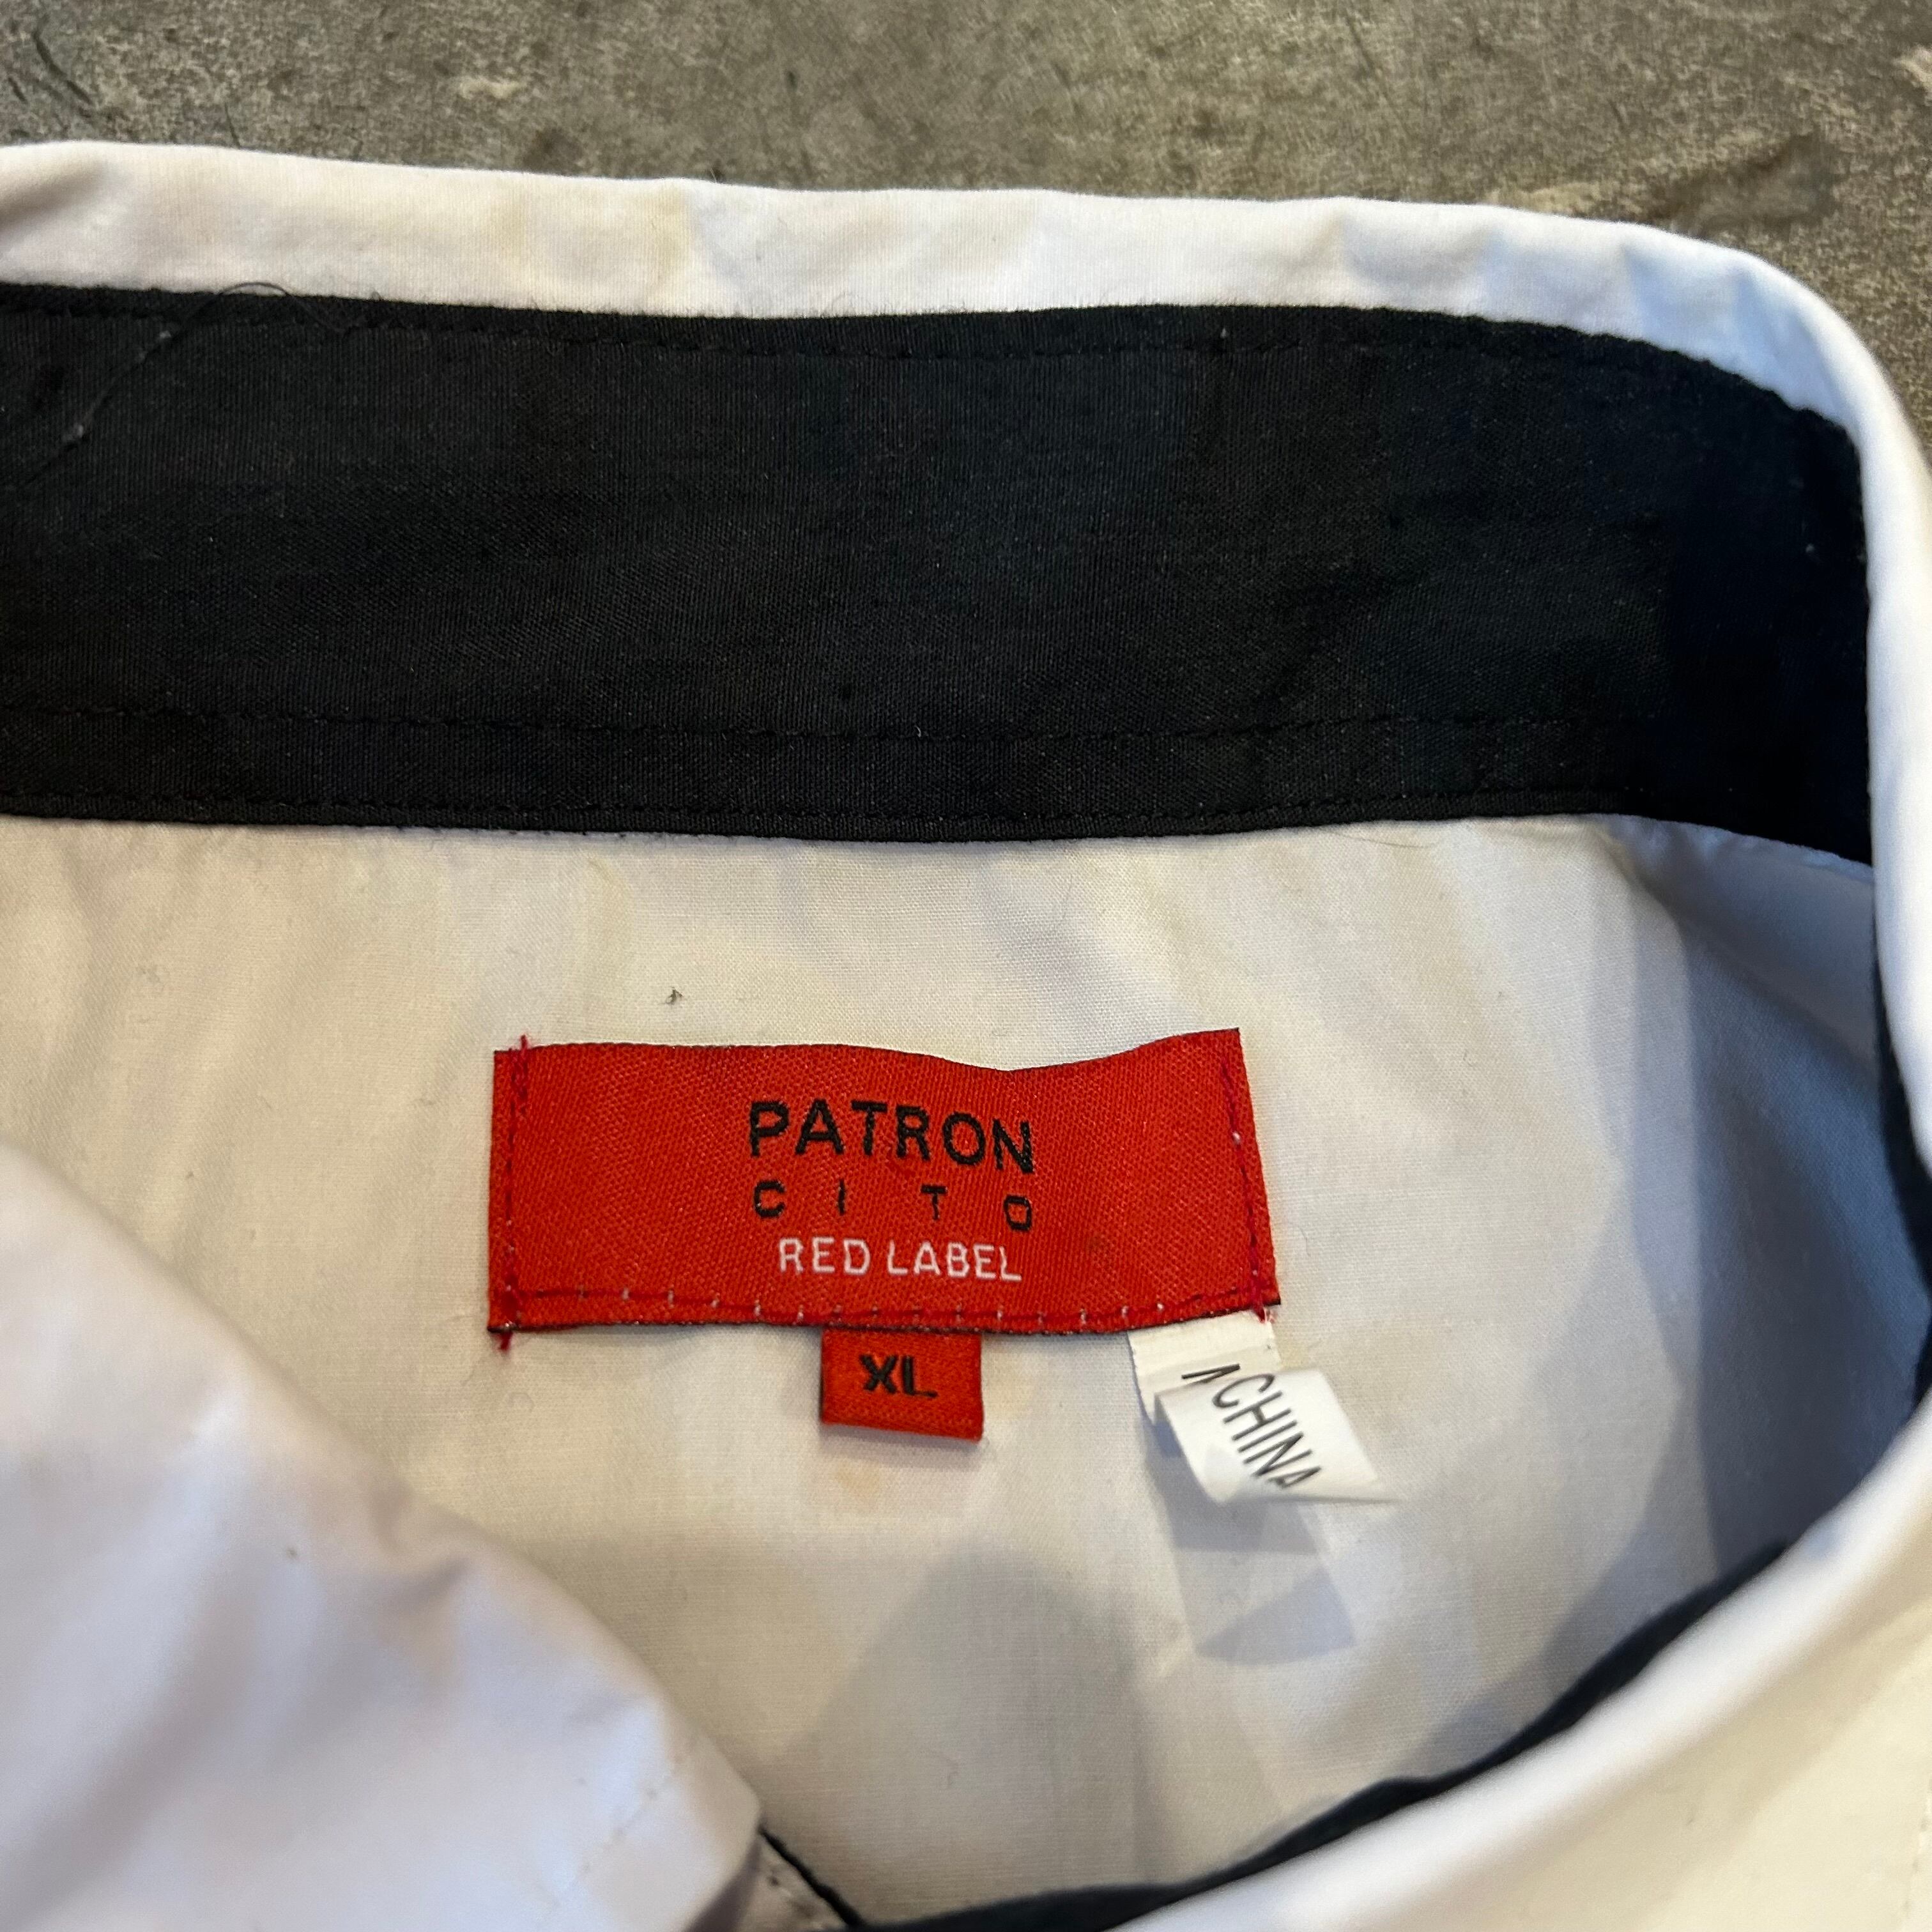 PATRON
CITO
RED LABEL
XL
CHINA